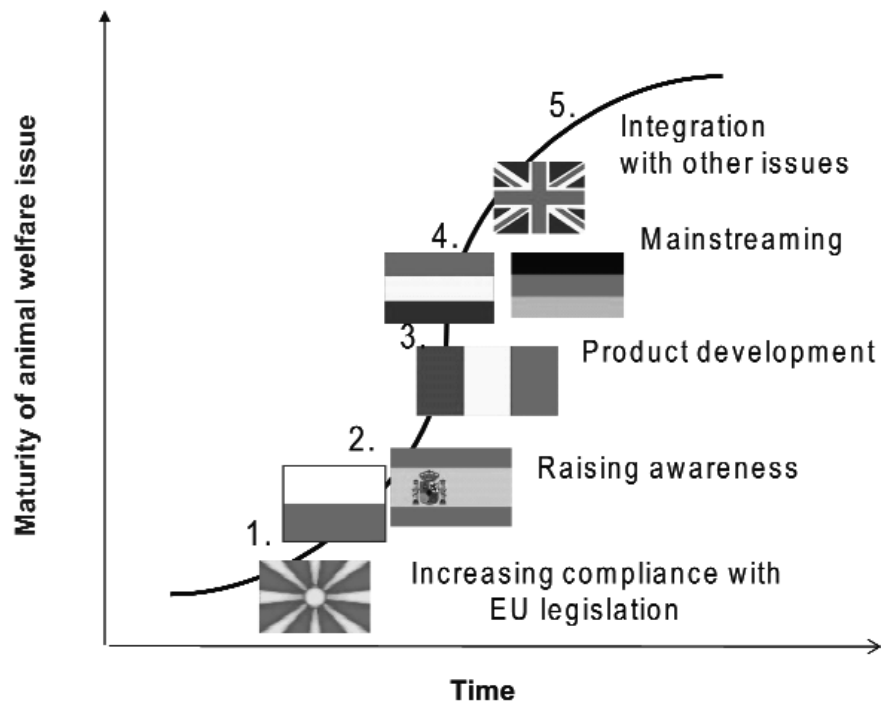 5.
Integration
with other issues
4.
Mainstreaming
3.
Product development
2.
Raising awareness
1.
Increasing compliance with
EU legislation
Maturity of animal welfare issue
Time